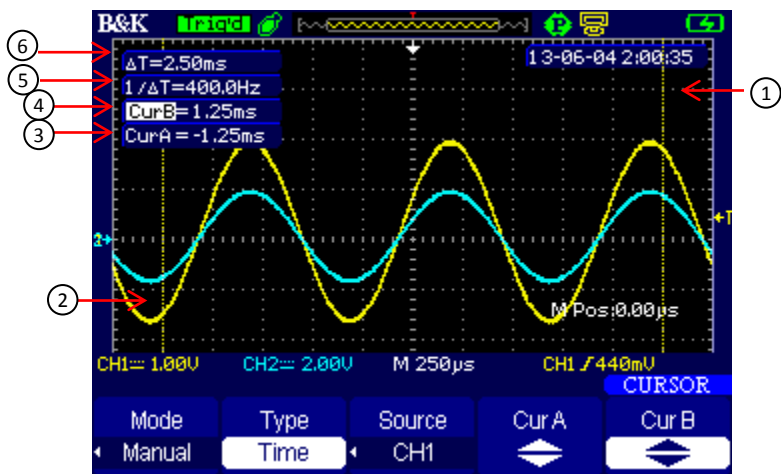 B&K Trig'd P
13-06-04 2:00:35
6
ΔT=2.50ms
5
1/ΔT=400.0Hz
4
CurB=1.25ms
3
CurA=-1.25ms
1
T
2
2
M Pos:0.00μs
CH1 1.00V CH2 2.00V M 250μs CH1 440mV
CURSOR
Mode Type Source Cur A Cur B
Manual Time CH1